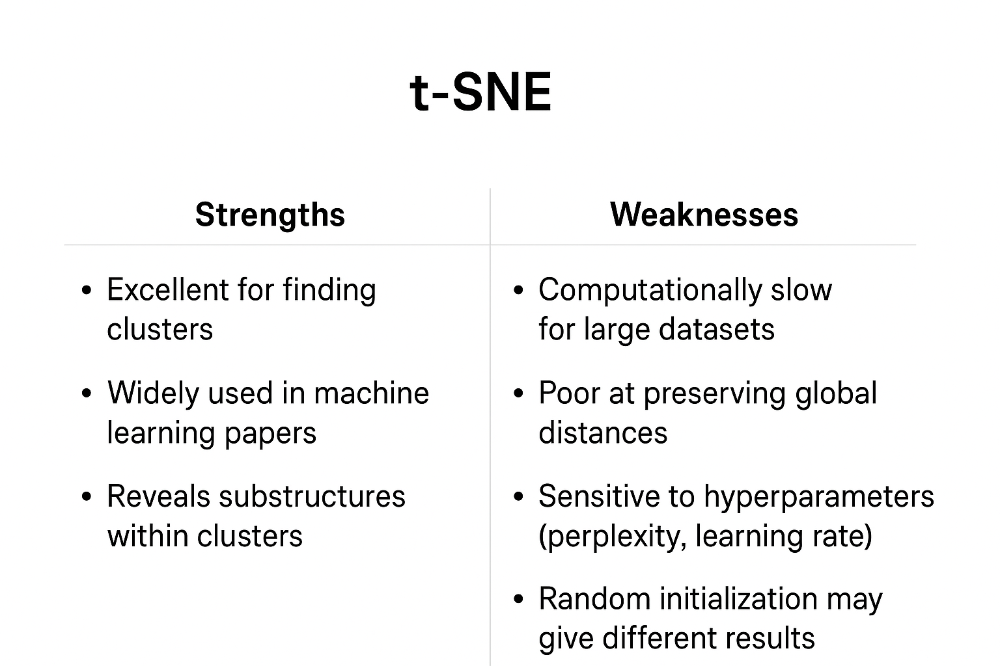 t-SNE
Strengths
• Excellent for finding
clusters
• Widely used in machine
learning papers
• Reveals substructures
within clusters
Weaknesses
• Computationally slow
for large datasets
• Poor at preserving global
distances
• Sensitive to hyperparameters
(perplexity, learning rate)
• Random initialization may
give different results